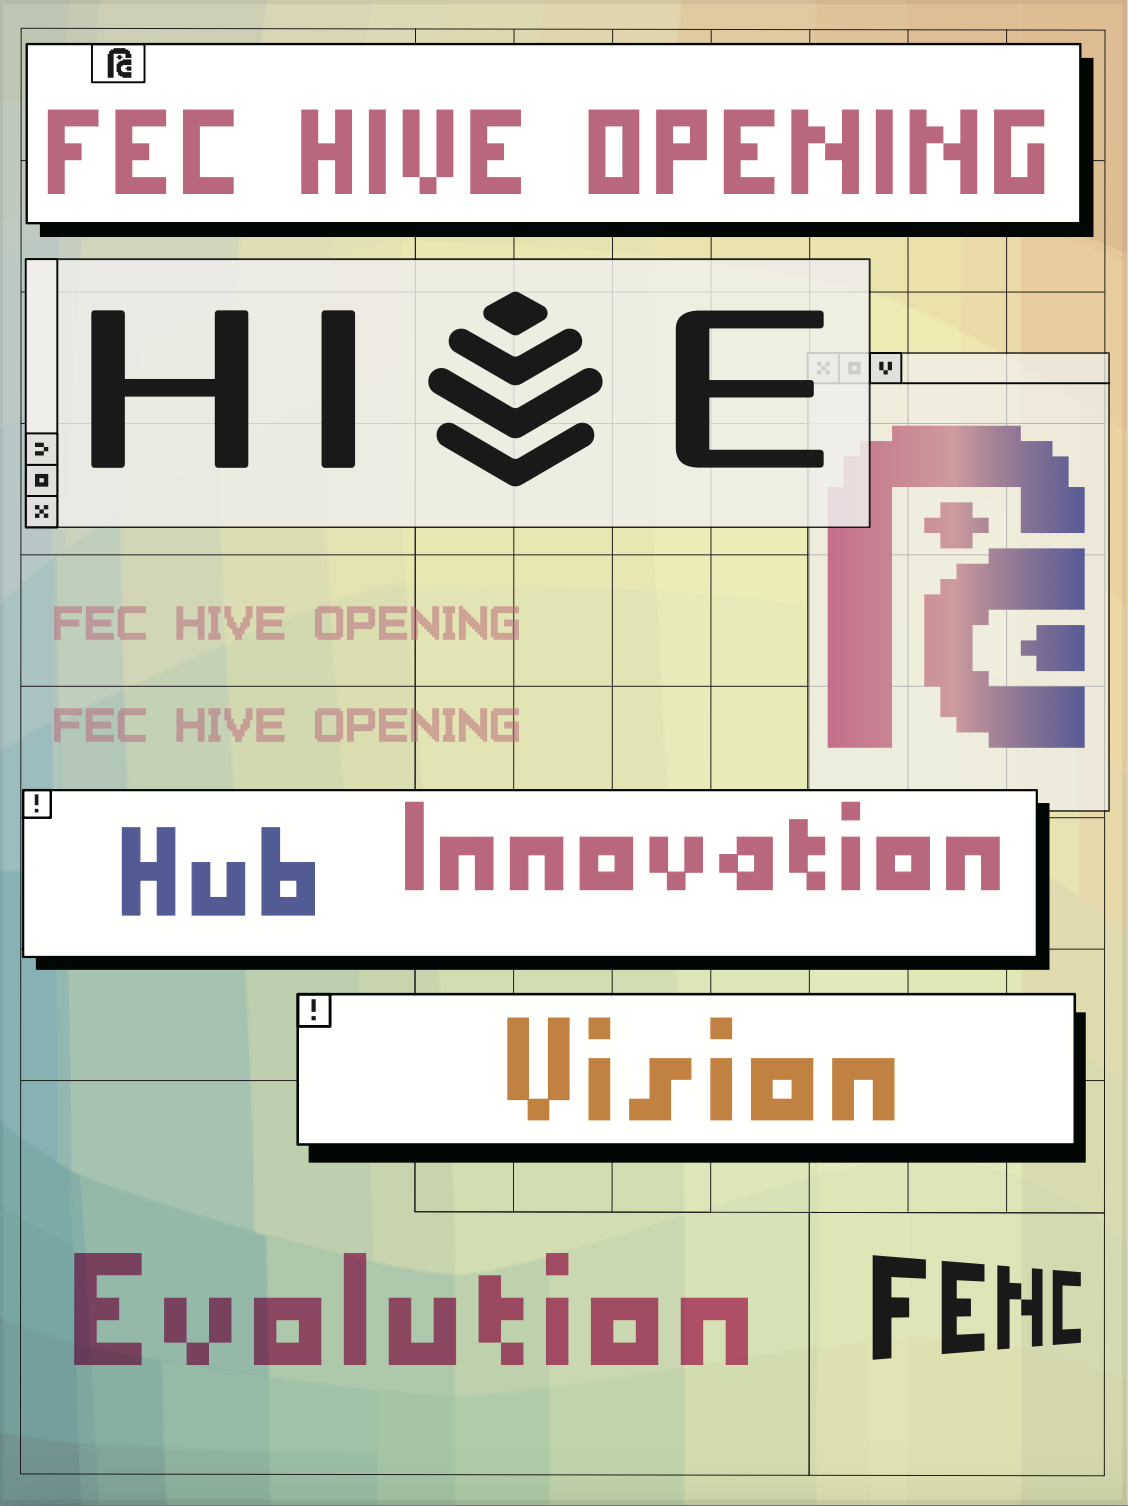 FEC HIVE OPENING
HIVE
FEC HIVE OPENING
FEC HIVE OPENING
!
Hub Innovation
!
Vision
Evolution
FENC